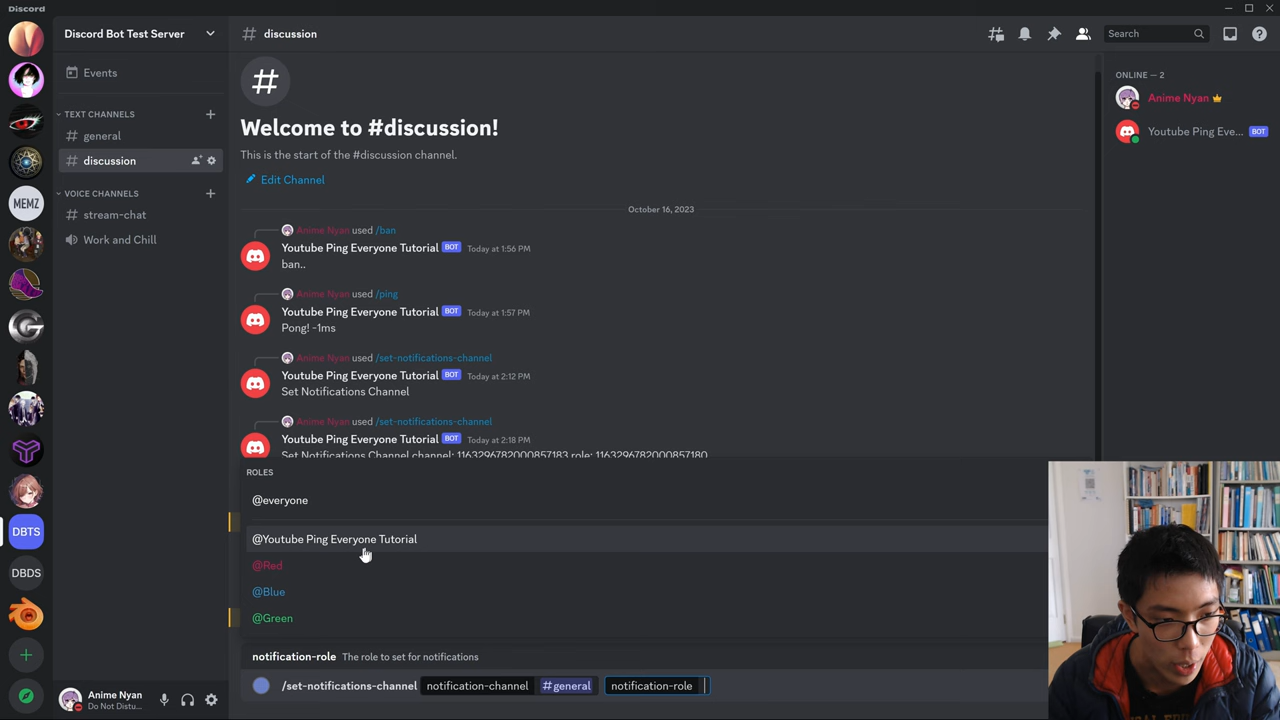 Discord
Discord Bot Test Server
Events
TEXT CHANNELS
general
discussion
VOICE CHANNELS
stream-chat
Work and Chill
MEMZ
DBTS
DBDS
Anime Nyan
Do Not Distu...
# discussion
Search
#
Welcome to #discussion!
This is the start of the #discussion channel.
Edit Channel
October 16, 2023
Anime Nyan used /ban
Youtube Ping Everyone Tutorial BOT Today at 1:56 PM
ban..
Anime Nyan used /ping
Youtube Ping Everyone Tutorial BOT Today at 1:57 PM
Pong! -1ms
Anime Nyan used /set-notifications-channel
Youtube Ping Everyone Tutorial BOT Today at 2:12 PM
Set Notifications Channel
Anime Nyan used /set-notifications-channel
Youtube Ping Everyone Tutorial BOT Today at 2:18 PM
Set Notifications Channel channel: 1163296782000857183 role: 1163296782000857180
ROLES
@everyone
@Youtube Ping Everyone Tutorial
@Red
@Blue
@Green
notification-role The role to set for notifications
/set-notifications-channel notification-channel #general notification-role
ONLINE — 2
Anime Nyan
Youtube Ping Eve... BOT